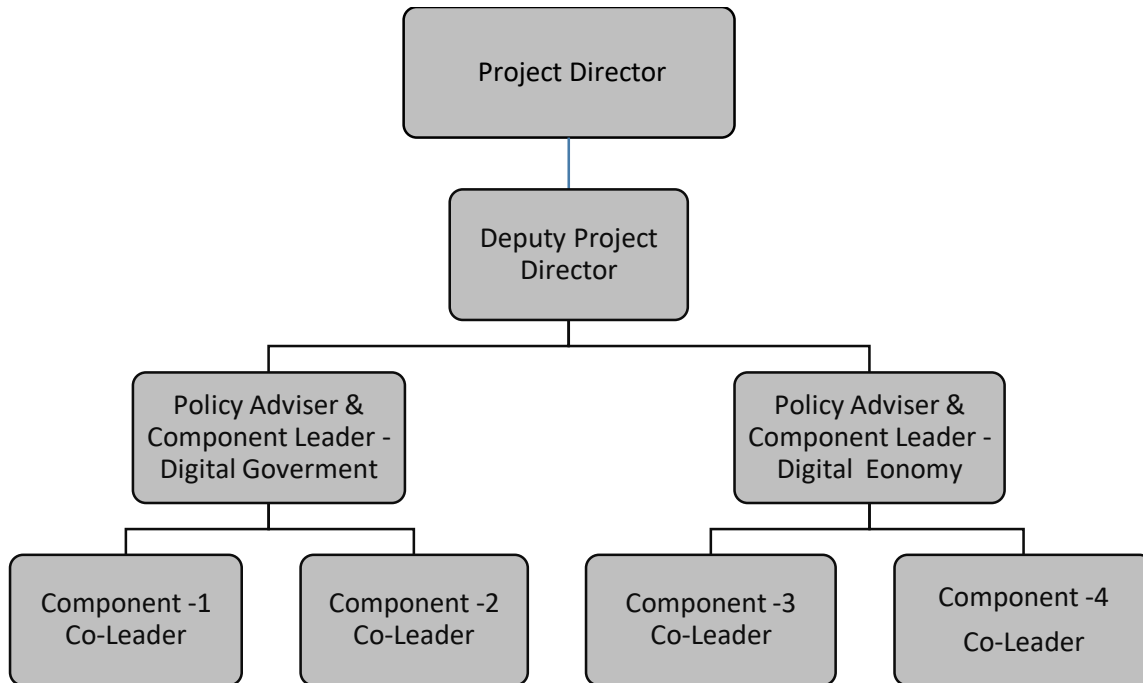 Project Director
Deputy Project
Director
Policy Adviser &
Component Leader -
Digital Goverment
Policy Adviser &
Component Leader -
Digital Eonomy
Component -1
Co-Leader
Component -2
Co-Leader
Component -3
Co-Leader
Component -4
Co-Leader